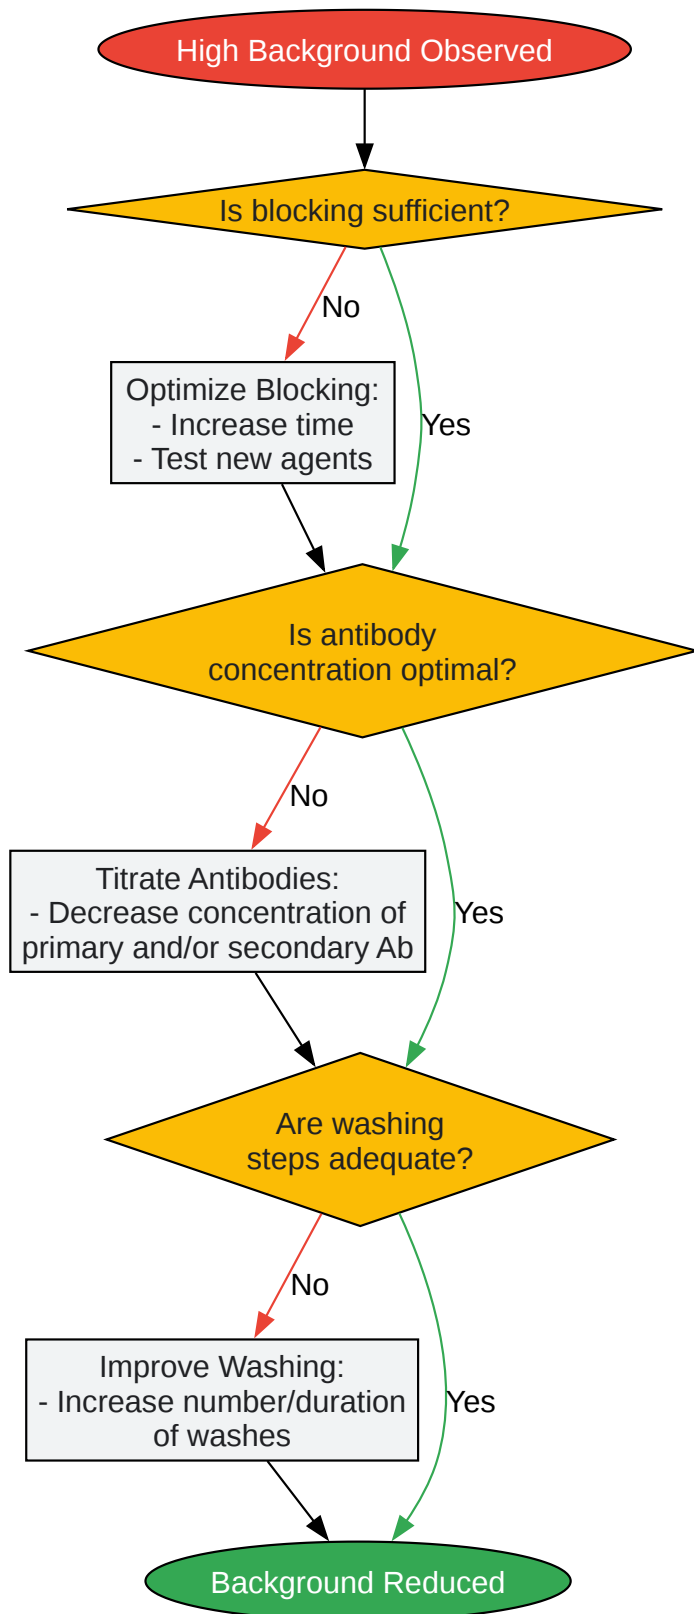 High Background Observed
Is blocking sufficient?
No
Optimize Blocking:
- Increase time
- Test new agents
Yes
Is antibody
concentration optimal?
No
Titrate Antibodies:
- Decrease concentration of
primary and/or secondary Ab
Yes
Are washing
steps adequate?
No
Improve Washing:
- Increase number/duration
of washes
Yes
Background Reduced